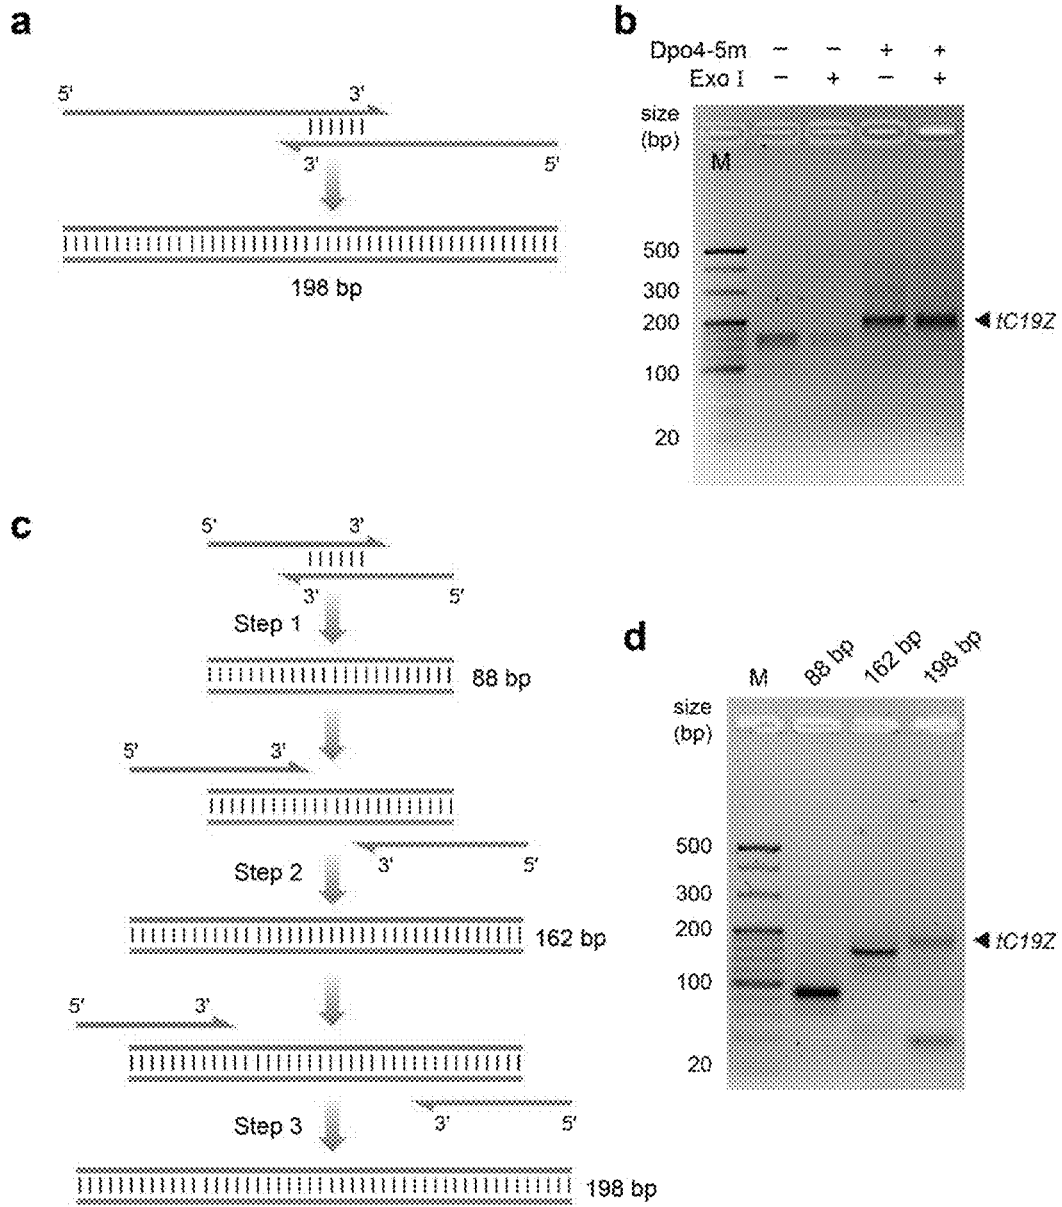 a
5' 3'
3' 5'
198 bp
b
Dpo4-5m − − + +
Exo I − + − +
size
(bp)
M
500
300
200
100
20
tC19Z
c
5' 3'
3' 5'
Step 1
88 bp
5' 3'
3' 5'
Step 2
162 bp
5' 3'
3' 5'
Step 3
198 bp
d
M 88 bp 162 bp 198 bp
size
(bp)
500
300
200
100
20
tC19Z